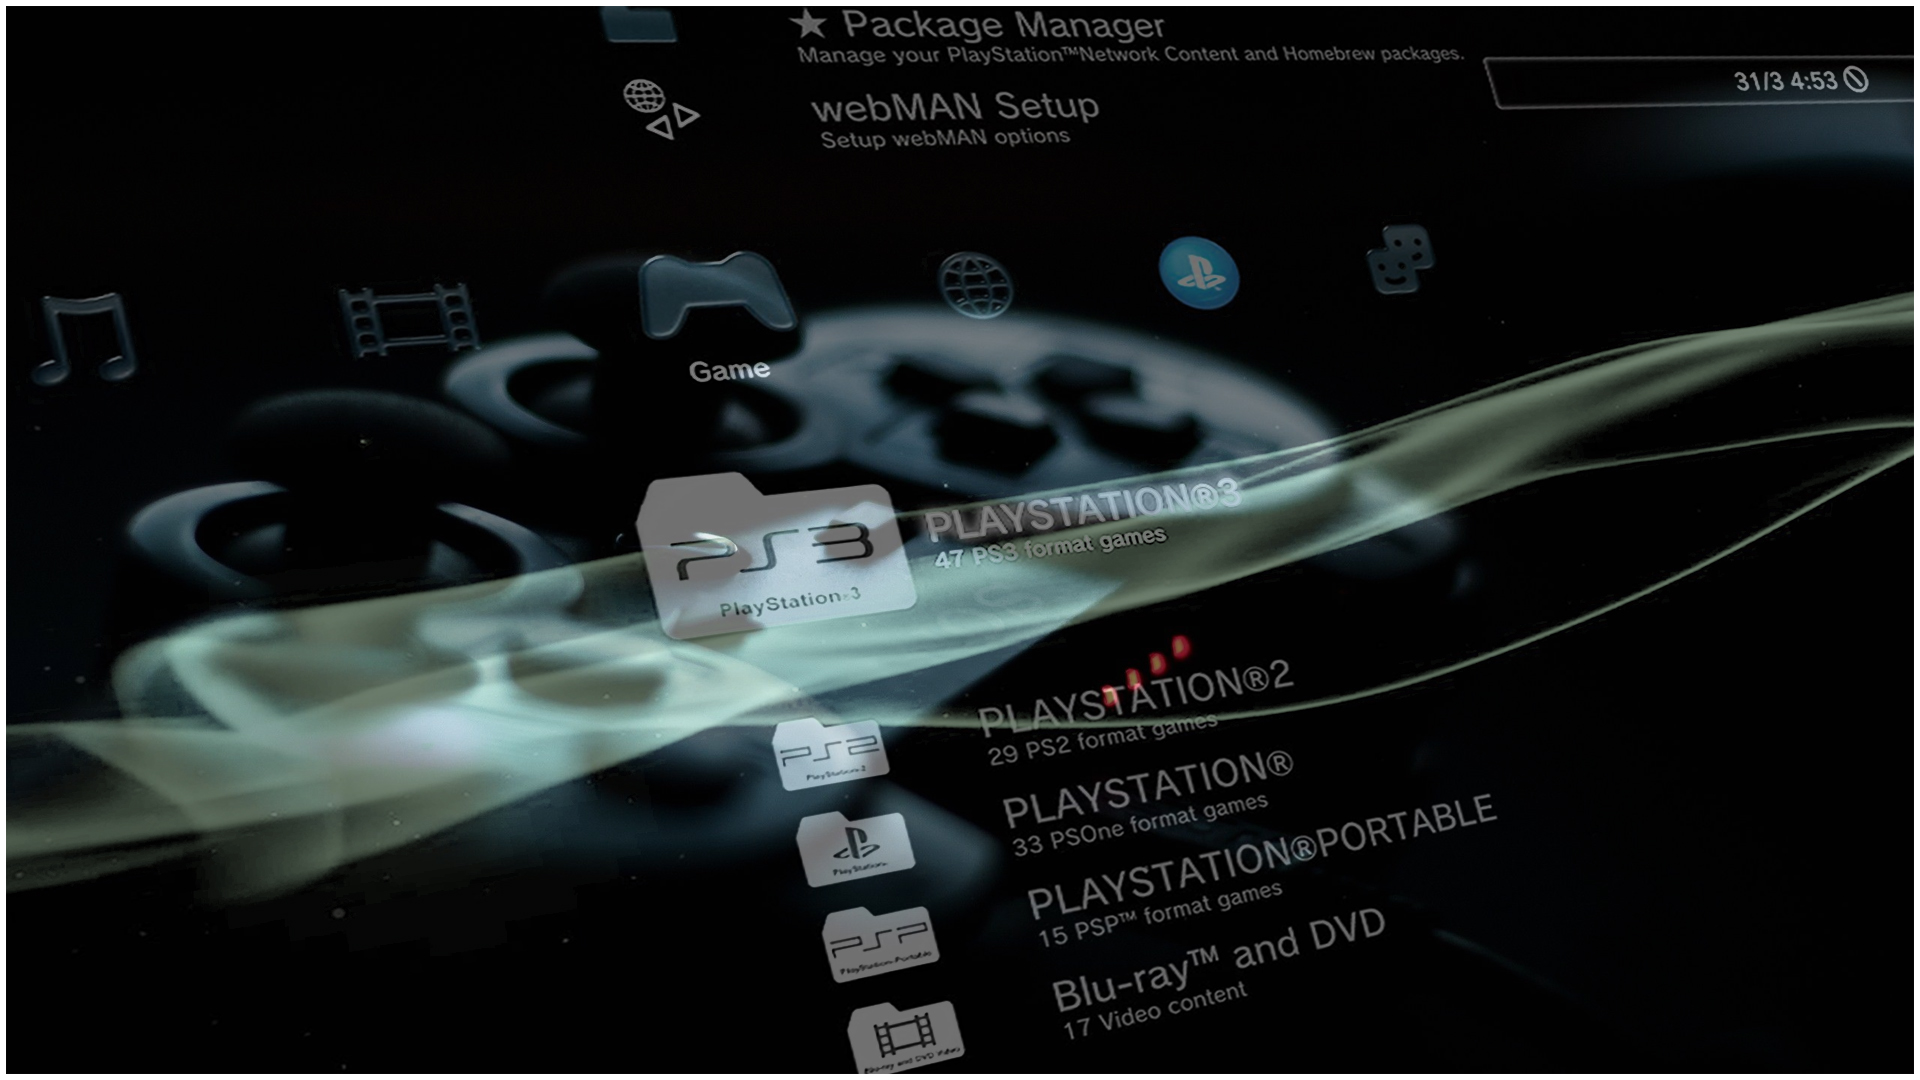 ★ Package Manager
Manage your PlayStation™Network Content and Homebrew packages.
31/3 4:53
webMAN Setup
Setup webMAN options
Game
PS3
PlayStation®3
PLAYSTATION®3
47 PS3 format games
PS2
PlayStation®2
PLAYSTATION®2
29 PS2 format games
PlayStation®
PLAYSTATION®
33 PSOne format games
PSP
PlayStation®Portable
PLAYSTATION®PORTABLE
15 PSP™ format games
Blu-ray and DVD Video
Blu-ray™ and DVD
17 Video content